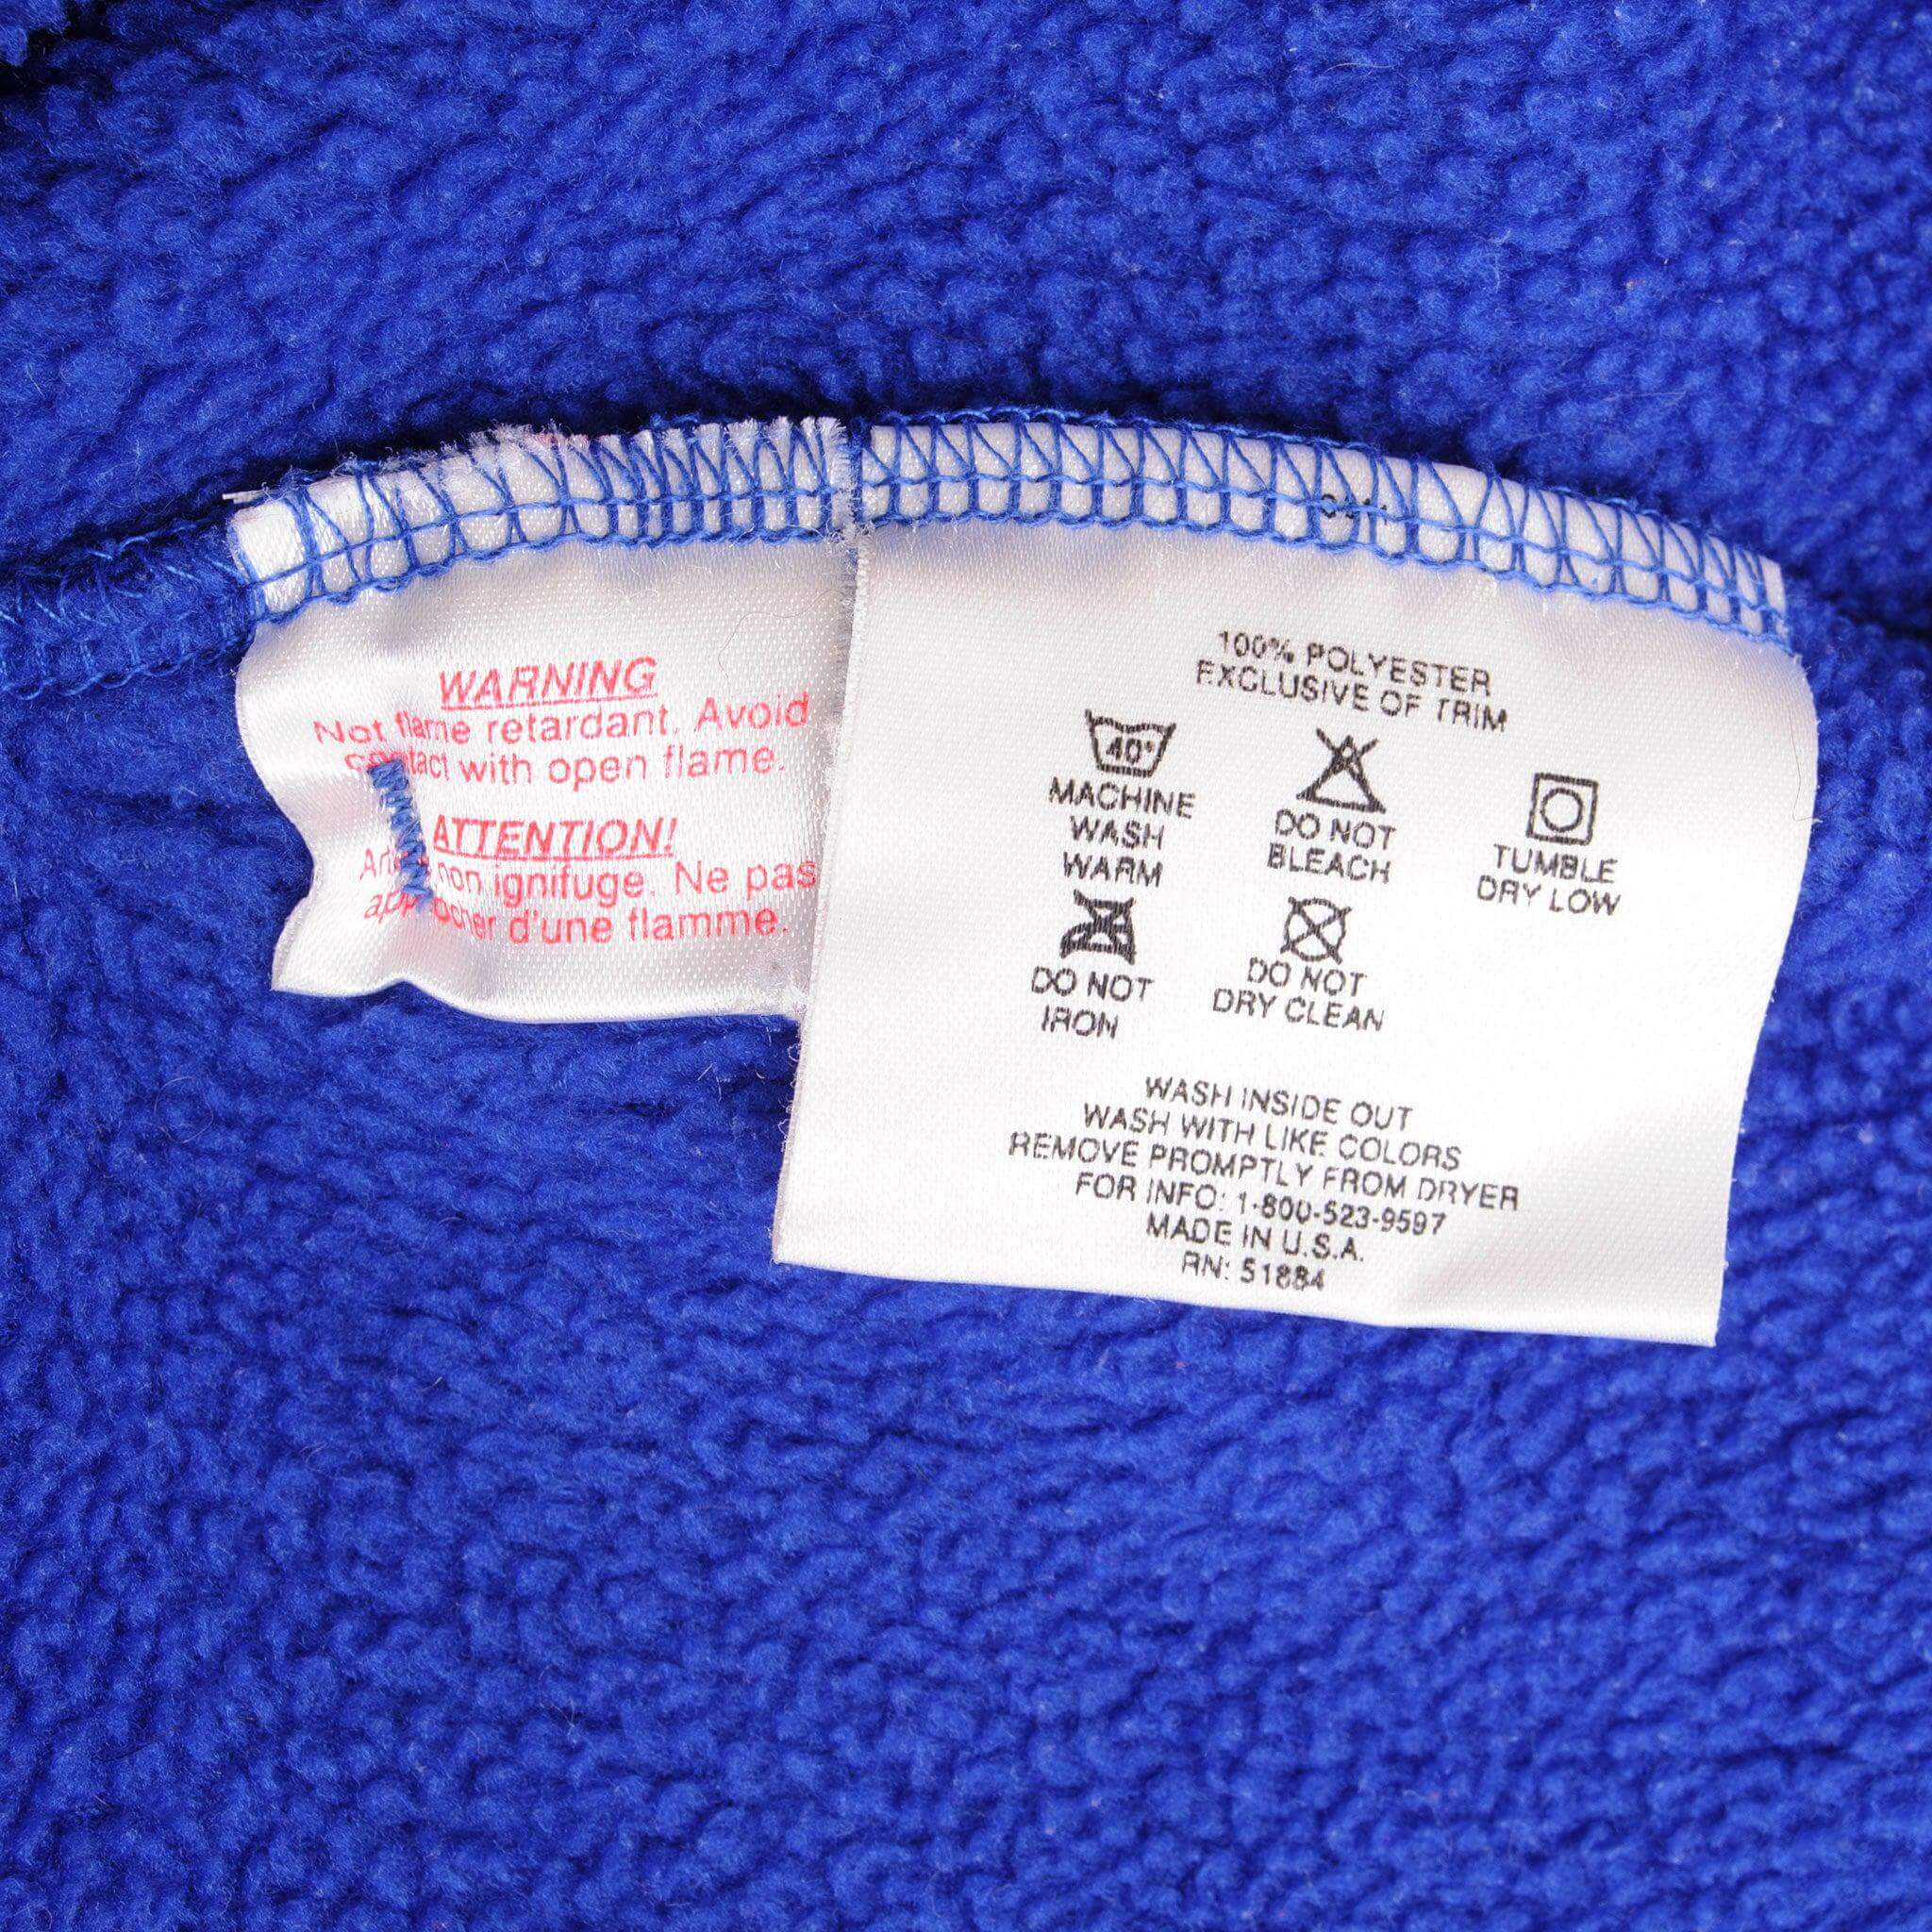 WARNING
Not flame retardant. Avoid
contact with open flame.
ATTENTION!
non ignifuge. Ne pas
approcher d'une flamme.
100% POLYESTER
EXCLUSIVE OF TRIM
40°
MACHINE
WASH
WARM
DO NOT
BLEACH
TUMBLE
DRY LOW
DO NOT
IRON
DO NOT
DRY CLEAN
WASH INSIDE OUT
WASH WITH LIKE COLORS
REMOVE PROMPTLY FROM DRYER
FOR INFO: 1-800-523-9597
MADE IN U.S.A.
RN: 51884